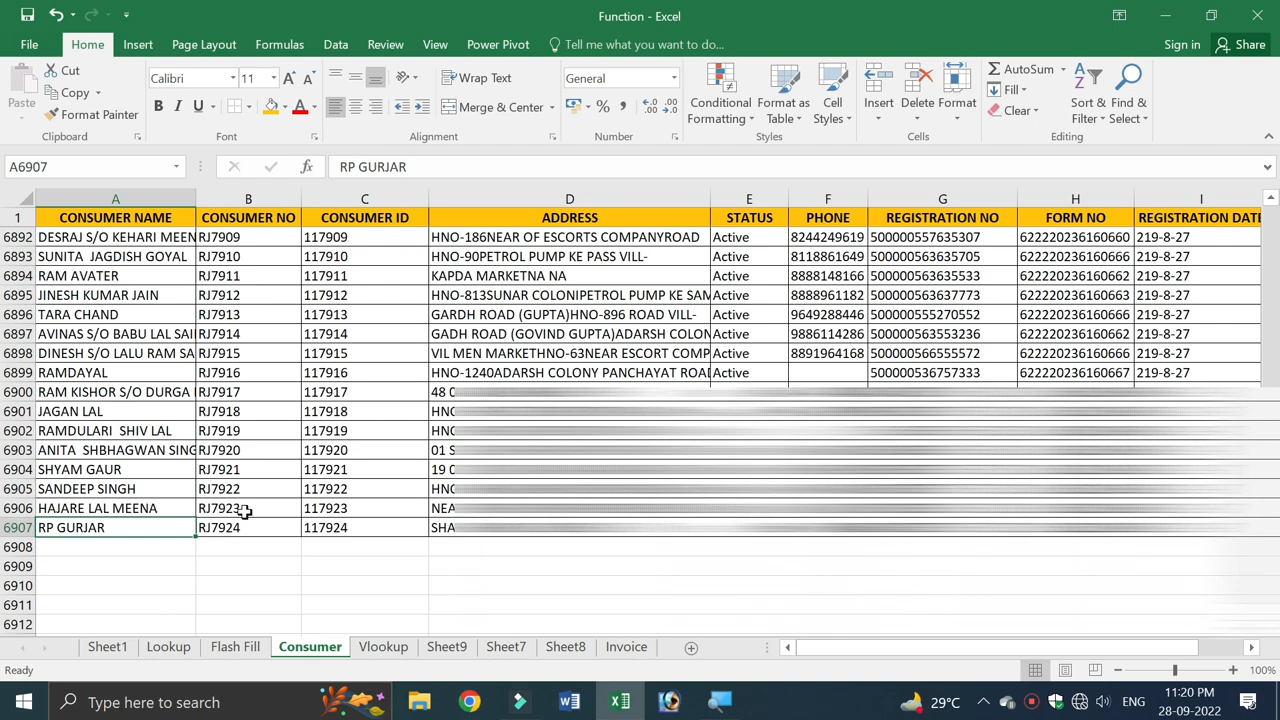 Function - Excel
File Home Insert Page Layout Formulas Data Review View Power Pivot Tell me what you want to do... Sign in Share
Paste Cut Copy Format Painter Clipboard
Calibri 11 B I U A Font
Wrap Text Merge & Center Alignment
General % Number
Conditional Formatting Format as Table Cell Styles Styles
Insert Delete Format Cells
AutoSum Fill Clear Sort & Filter Find & Select Editing
A6907 fx RP GURJAR
A B C D E F G H I
1 CONSUMER NAME CONSUMER NO CONSUMER ID ADDRESS STATUS PHONE REGISTRATION NO FORM NO REGISTRATION DATE
6892 DESRAJ S/O KEHARI MEEN RJ7909 117909 HNO-186NEAR OF ESCORTS COMPANYROAD Active 8244249619 500000557635307 622220236160660 219-8-27
6893 SUNITA JAGDISH GOYAL RJ7910 117910 HNO-90PETROL PUMP KE PASS VILL- Active 8118861649 500000563635705 622220236160666 219-8-27
6894 RAM AVATER RJ7911 117911 KAPDA MARKETNA NA Active 8888148166 500000563635533 622220236160661 219-8-27
6895 JINESH KUMAR JAIN RJ7912 117912 HNO-813SUNAR COLONIPETROL PUMP KE SAM Active 8888961182 500000563637773 622220236160663 219-8-27
6896 TARA CHAND RJ7913 117913 GARDH ROAD (GUPTA)HNO-896 ROAD VILL- Active 9649288446 500000555270552 622220236160662 219-8-27
6897 AVINAS S/O BABU LAL SAI RJ7914 117914 GADH ROAD (GOVIND GUPTA)ADARSH COLON Active 9886114286 500000563553236 622220236160662 219-8-27
6898 DINESH S/O LALU RAM SA RJ7915 117915 VIL MEN MARKETHNO-63NEAR ESCORT COMP Active 8891964168 500000566555572 622220236160666 219-8-27
6899 RAMDAYAL RJ7916 117916 HNO-1240ADARSH COLONY PANCHAYAT ROAD Active 500000536757333 622220236160667 219-8-27
6900 RAM KISHOR S/O DURGA RJ7917 117917 48
6901 JAGAN LAL RJ7918 117918
6902 RAMDULARI SHIV LAL RJ7919 117919
6903 ANITA SHBHAGWAN SING RJ7920 117920 01 S
6904 SHYAM GAUR RJ7921 117921 19
6905 SANDEEP SINGH RJ7922 117922
6906 HAJARE LAL MEENA RJ7923 117923 NEA
6907 RP GURJAR RJ7924 117924 SHA
6908
6909
6910
6911
6912
Sheet1 Lookup Flash Fill Consumer Vlookup Sheet9 Sheet7 Sheet8 Invoice
Ready 100%
Type here to search 29°C ENG 11:20 PM 28-09-2022